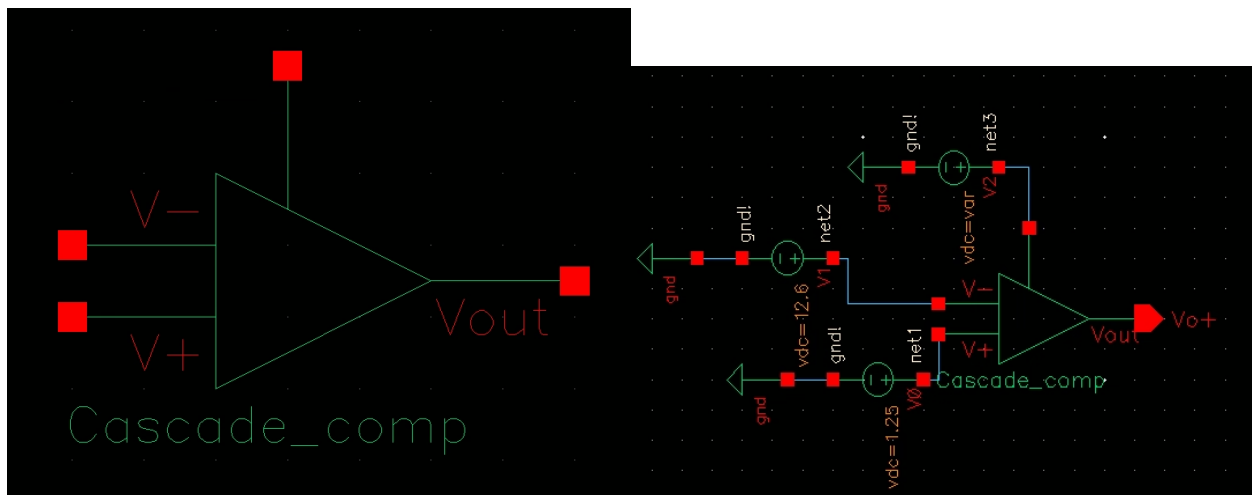 V-
V+
Vout
Cascade_comp
gnd!
net3
gnd
V2
vdc=var
gnd!
net2
gnd
V1
vdc=12.6
V-
V+
Vout
Vo+
gnd!
net1
gnd
V0
Cascade_comp
vdc=1.25